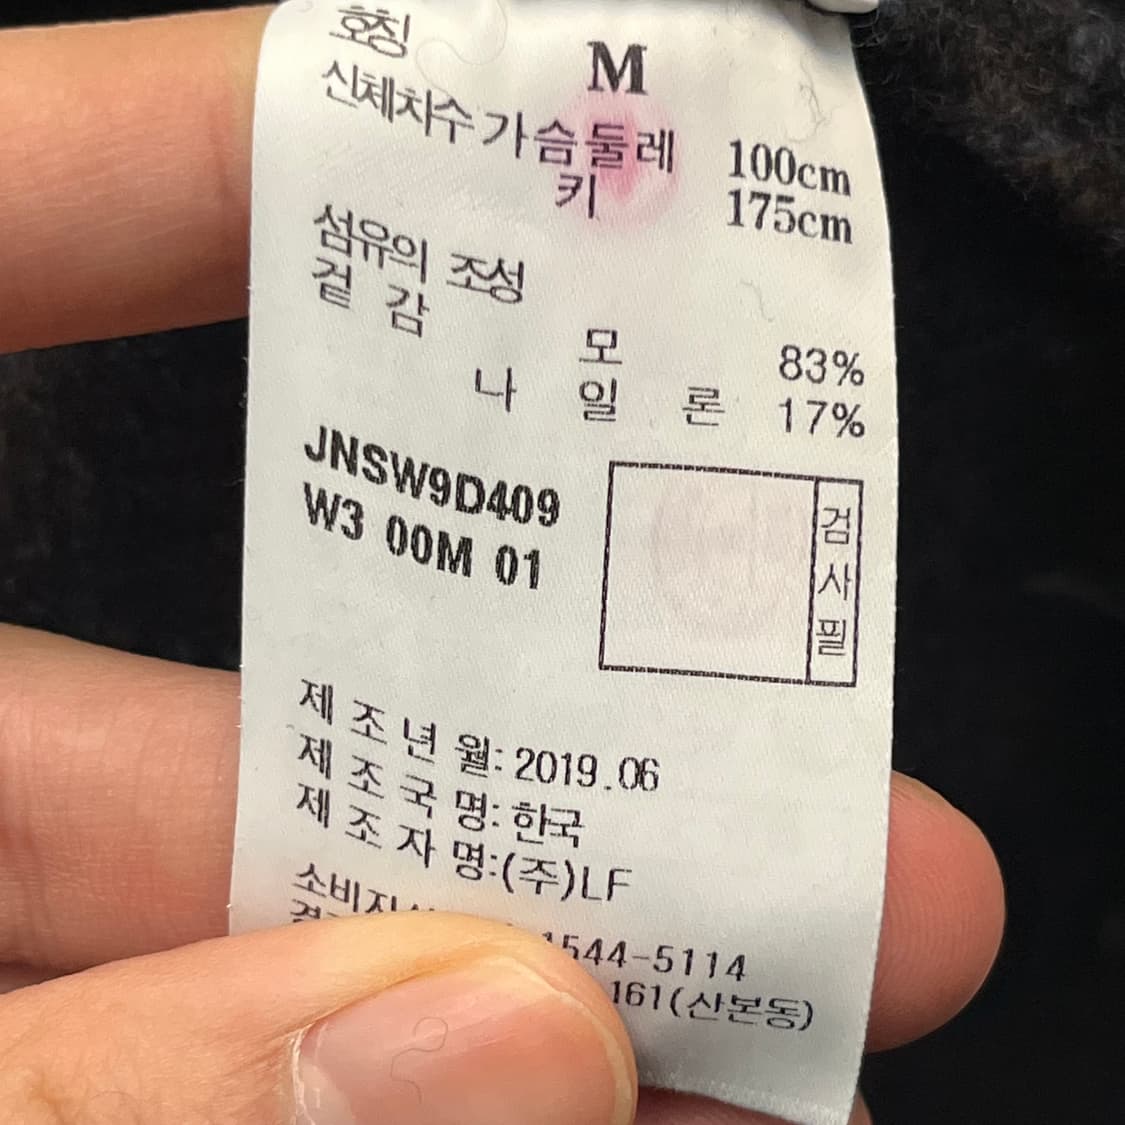 호칭 M
신체치수 가슴둘레 100cm
키 175cm
섬유의 조성
겉감
모 83%
나일론 17%
JNSW9D409
W3 00M 01
검사필
제조년월: 2019.06
제조국명: 한국
제조자명:(주)LF
1544-5114
161(산본동)